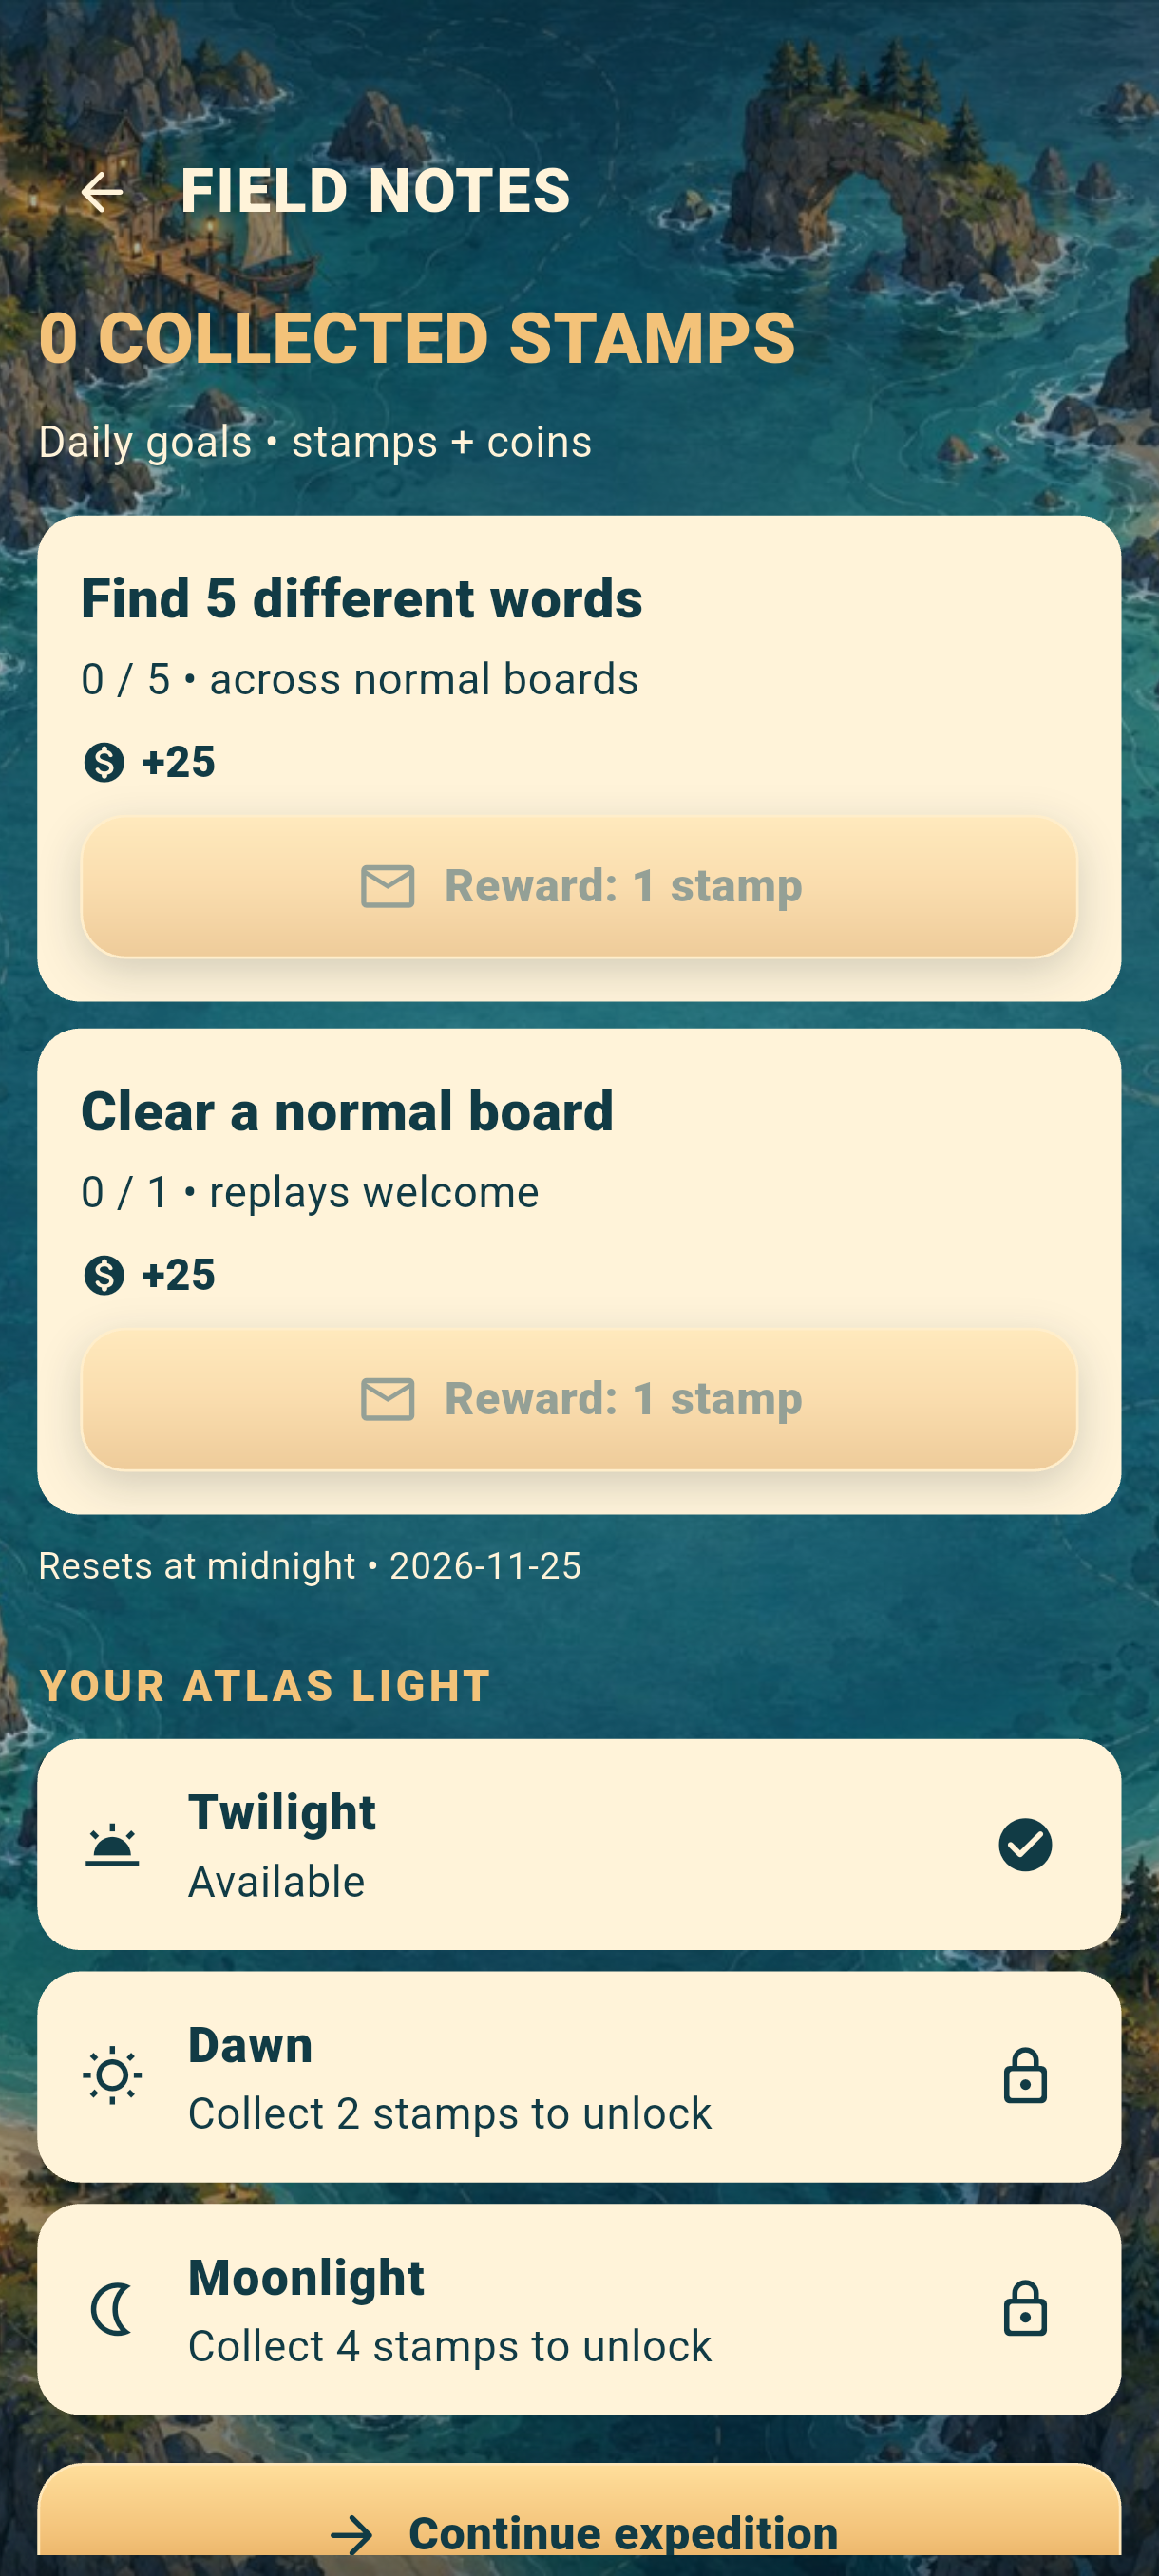 FIELD NOTES
0 COLLECTED STAMPS
Daily goals • stamps + coins
Find 5 different words
0 / 5 • across normal boards
+25
Reward: 1 stamp
Clear a normal board
0 / 1 • replays welcome
+25
Reward: 1 stamp
Resets at midnight • 2026-11-25
YOUR ATLAS LIGHT
Twilight
Available
Dawn
Collect 2 stamps to unlock
Moonlight
Collect 4 stamps to unlock
Continue expedition